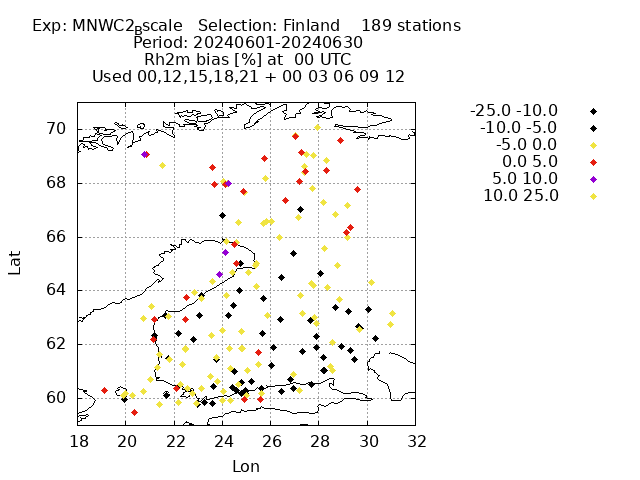 Exp: MNWC2Bscale Selection: Finland 189 stations
Period: 20240601-20240630
Rh2m bias [%] at 00 UTC
Used 00,12,15,18,21 + 00 03 06 09 12
-25.0 -10.0
-10.0 -5.0
-5.0 0.0
0.0 5.0
5.0 10.0
10.0 25.0
70
68
66
64
62
60
Lat
18 20 22 24 26 28 30 32
Lon